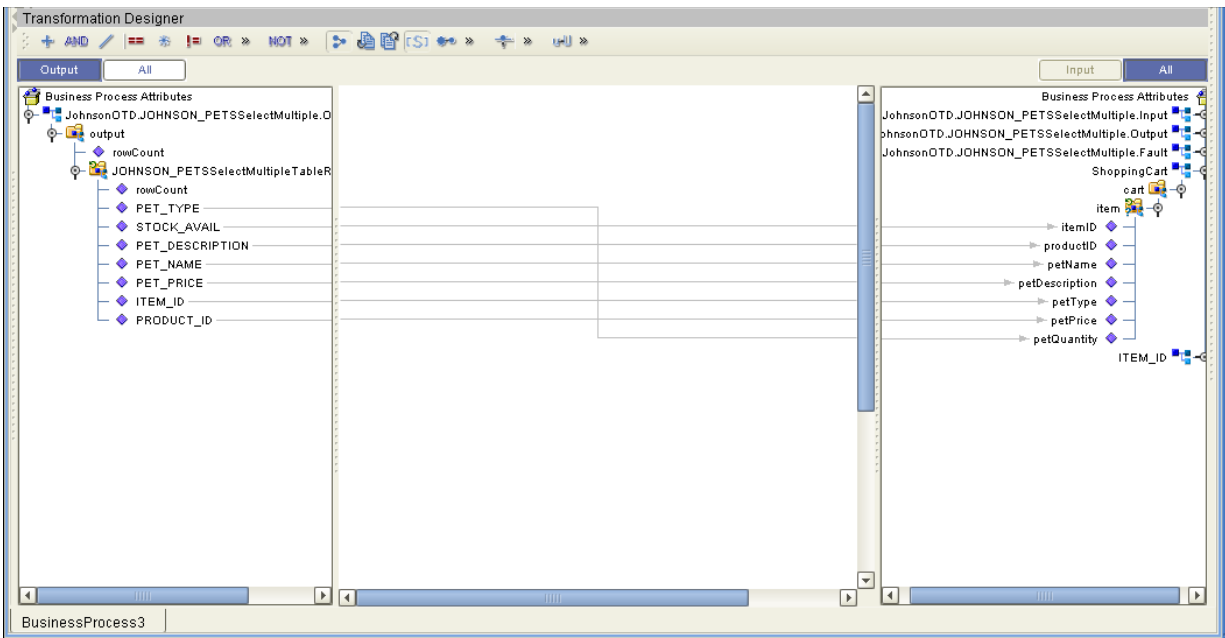 Transformation Designer
AND == != OR » NOT » [S] » » »
Output All Input All
Business Process Attributes
JohnsonOTD.JOHNSON_PETSSelectMultiple.O
output
rowCount
JOHNSON_PETSSelectMultipleTableR
rowCount
PET_TYPE
STOCK_AVAIL
PET_DESCRIPTION
PET_NAME
PET_PRICE
ITEM_ID
PRODUCT_ID
Business Process Attributes
JohnsonOTD.JOHNSON_PETSSelectMultiple.Input
ohnsonOTD.JOHNSON_PETSSelectMultiple.Output
JohnsonOTD.JOHNSON_PETSSelectMultiple.Fault
ShoppingCart
cart
item
itemID
productID
petName
petDescription
petType
petPrice
petQuantity
ITEM_ID
BusinessProcess3